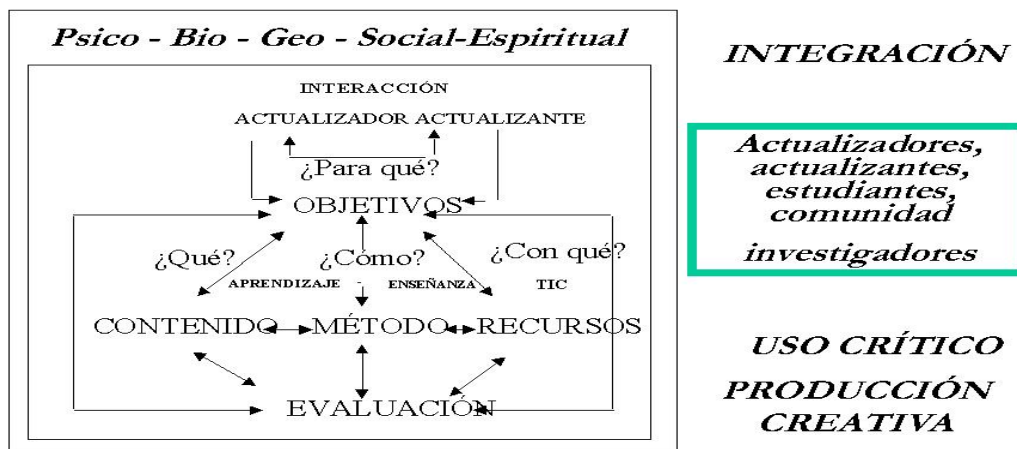 Psico - Bio - Geo - Social-Espiritual
INTERACCIÓN
ACTUALIZADOR ACTUALIZANTE
¿Para qué?
OBJETIVOS
¿Qué? ¿Cómo? ¿Con qué?
APRENDIZAJE - ENSEÑANZA TIC
CONTENIDO MÉTODO RECURSOS
EVALUACIÓN
INTEGRACIÓN
Actualizadores,
actualizantes,
estudiantes,
comunidad
investigadores
USO CRÍTICO
PRODUCCIÓN
CREATIVA